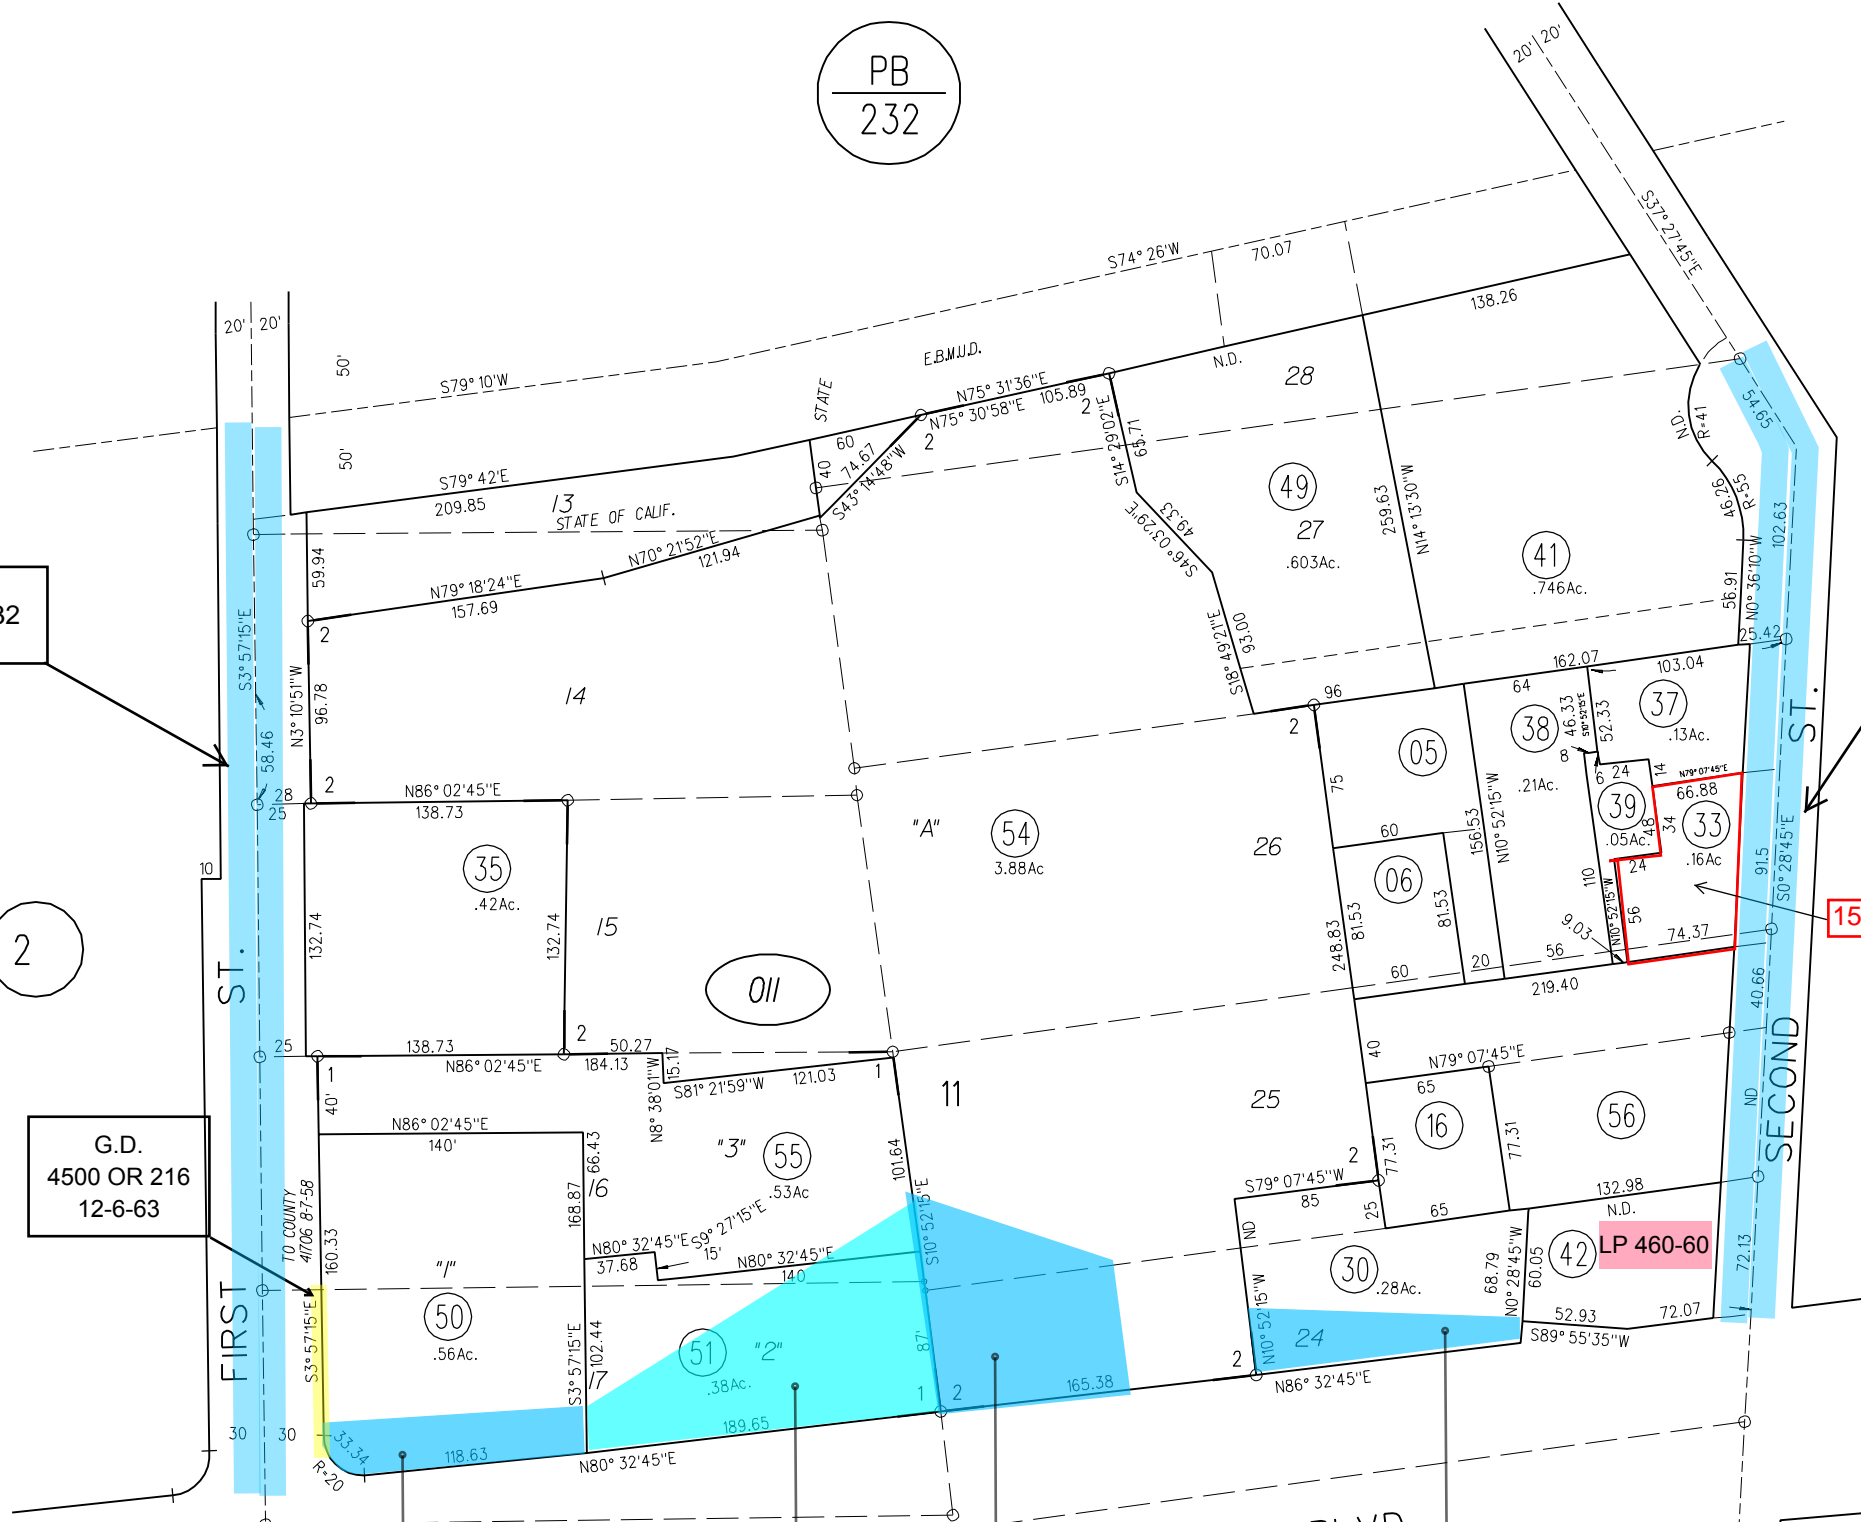 PB
232
20' 20'
S37° 27'45"E
S74° 26'W
70.07
138.26
20' 20'
50'
50'
S79° 10'W
E.B.M.U.D.
STATE
N75° 31'36"E
N75° 30'58"E
105.89
2
2
N.D.
28
60
40
74.67
S43° 14'48"W
S14° 29'02"E
65.71
54.65
N.D.
R=41
46.26
R=55
102.63
S79° 42'E
209.85
13
STATE OF CALIF.
49
27
.603Ac.
259.63
N14° 13'30"W
S46° 03'29"E
49.33
41
.746Ac.
N70° 21'52"E
121.94
59.94
N79° 18'24"E
157.69
2
32
S3° 57'15"E
58.46
N3° 10'51"W
96.78
14
S18° 49'21"E
93.00
56.91
N0° 36'10"W
25.42
162.07
103.04
96
64
2
38
.21Ac.
46.33
S10° 52'15"E
52.33
37
.13Ac.
8
6
24
14
N79° 07'45"E
66.88
28
25
2
N86° 02'45"E
138.73
35
.42Ac.
132.74
132.74
10
2
15
"A"
54
3.88Ac
26
75
05
60
06
81.53
81.53
248.83
156.53
N10° 52'15"W
39
.05Ac.
48
34
33
.16Ac
24
110
N10° 52'15"W
56
9.03
74.37
91.5
S0° 28'45"E
15
ST.
ST.
011
60
20
56
219.40
40.66
25
138.73
N86° 02'45"E
2
50.27
184.13
15.17
N8° 38'01"W
S81° 21'59"W
121.03
1
1
40'
11
25
40
N79° 07'45"E
65
16
77.31
77.31
56
ND
SECOND
G.D.
4500 OR 216
12-6-63
N86° 02'45"E
140'
66.43
168.87
16
"3"
55
.53Ac
101.64
S10° 52'15"E
2
S79° 07'45"W
85
25
65
132.98
N.D.
TO COUNTY
4706 8-7-58
160.33
"1"
N80° 32'45"E
37.68
S9° 27'15"E
15'
N80° 32'45"E
140
ND
30
.28Ac.
68.79
N0° 28'45"W
60.05
42
LP 460-60
72.13
FIRST
S3° 57'15"E
50
.56Ac.
S3° 57'15"E
102.44
17
51
"2"
.38Ac.
87'
1
2
165.38
N10° 52'15"W
2
24
52.93
72.07
S89° 55'35"W
N86° 32'45"E
30
30
33.34
R=20
118.63
N80° 32'45"E
189.65
BLVD